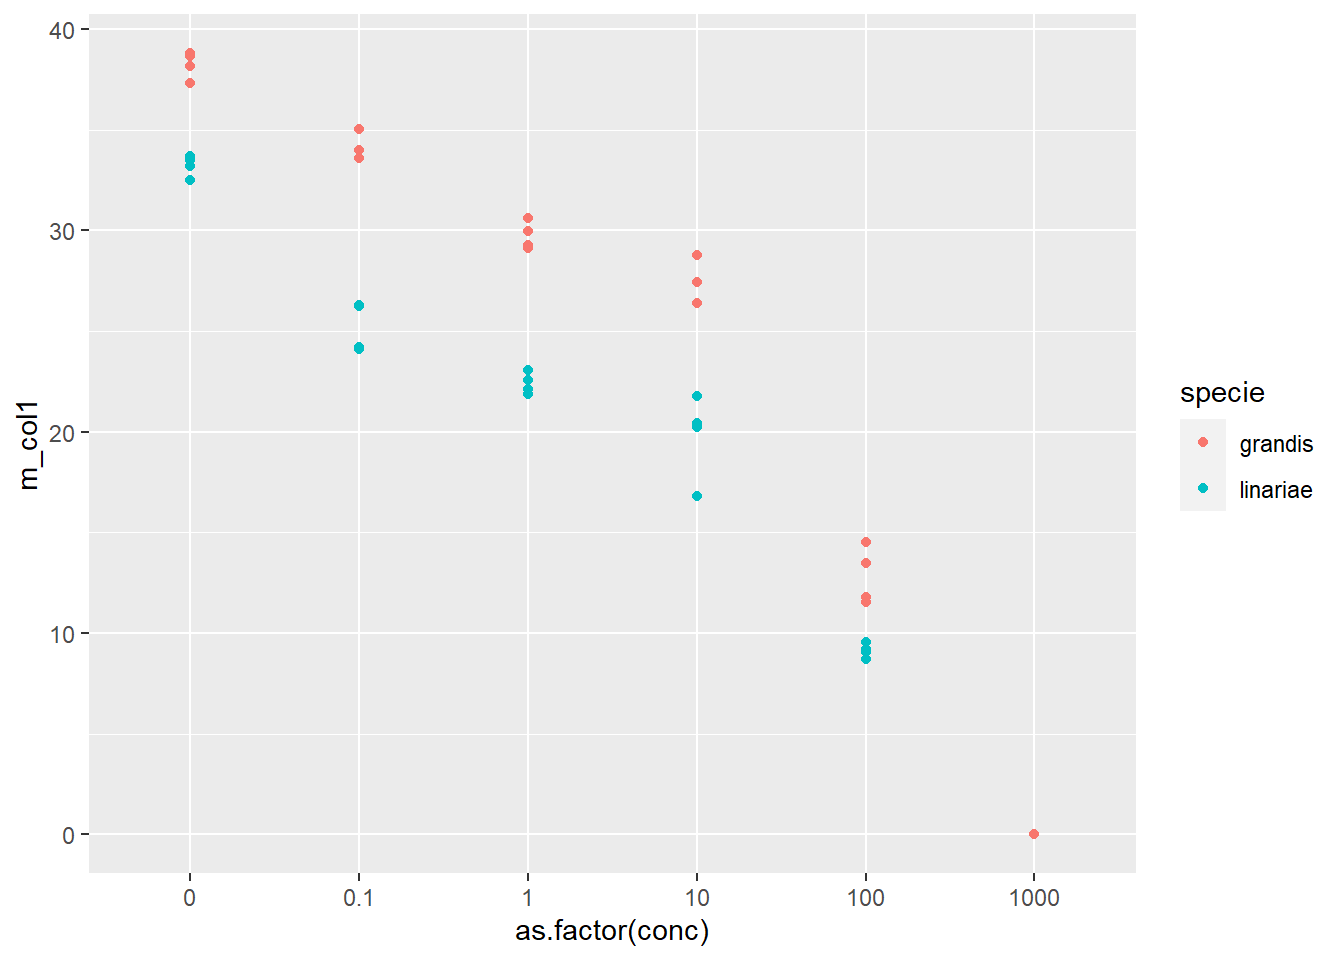 40
30
20
10
0
m_col1
0 0.1 1 10 100 1000
as.factor(conc)
specie
grandis
linariae